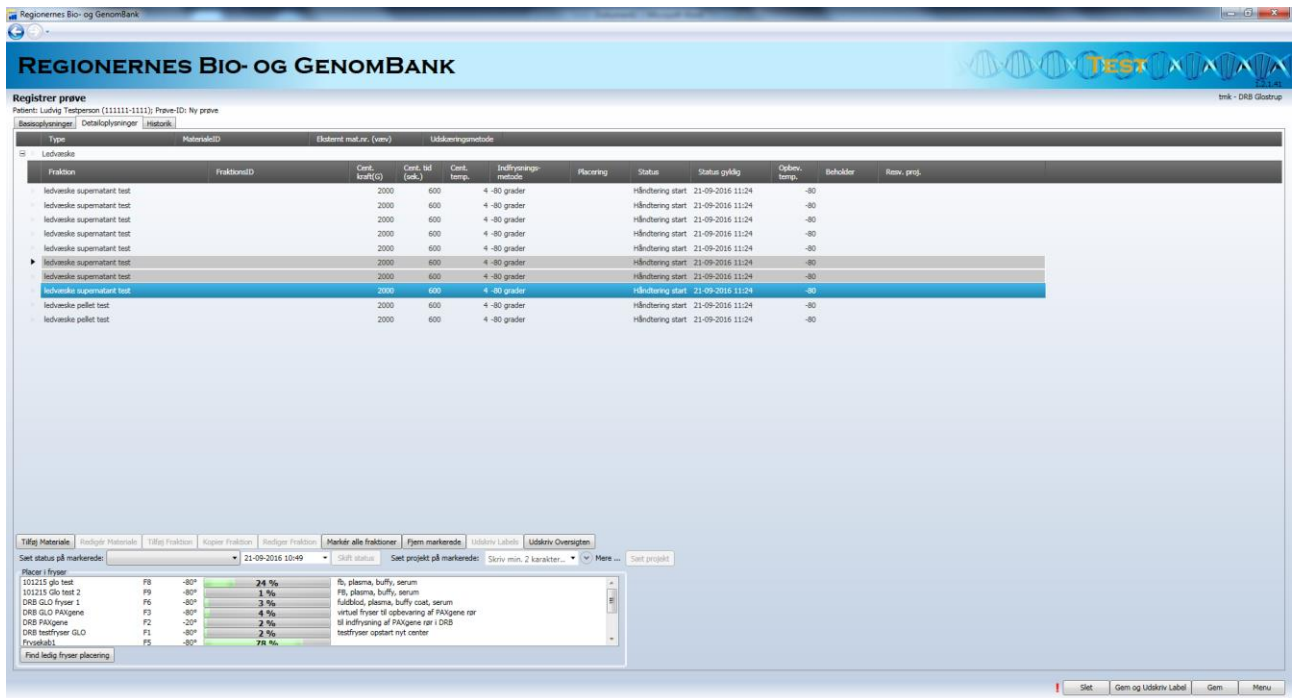 Regionernes Bio- og GenomBank
REGIONERNES BIO- OG GENOMBANK
TEST
1.2.1.41
Registrer prøve
tmk - DRB Glostrup
Patient: Ludvig Testperson (111111-1111); Prøve-ID: Ny prøve
Basisoplysninger Detailoplysninger Historik
Type MaterialeID Eksternt mat.nr. (væv) Udskæringsmetode
Ledvæske
Fraktion FraktionsID Cent. kraft(G) Cent. tid (sek.) Cent. temp. Indfrysnings-metode Placering Status Status gyldig Opbev. temp. Beholder Resv. proj.
ledvæske supernatant test 2000 600 4 -80 grader Håndtering start 21-09-2016 11:24 -80
ledvæske supernatant test 2000 600 4 -80 grader Håndtering start 21-09-2016 11:24 -80
ledvæske supernatant test 2000 600 4 -80 grader Håndtering start 21-09-2016 11:24 -80
ledvæske supernatant test 2000 600 4 -80 grader Håndtering start 21-09-2016 11:24 -80
ledvæske supernatant test 2000 600 4 -80 grader Håndtering start 21-09-2016 11:24 -80
ledvæske supernatant test 2000 600 4 -80 grader Håndtering start 21-09-2016 11:24 -80
ledvæske supernatant test 2000 600 4 -80 grader Håndtering start 21-09-2016 11:24 -80
ledvæske supernatant test 2000 600 4 -80 grader Håndtering start 21-09-2016 11:24 -80
ledvæske pellet test 2000 600 4 -80 grader Håndtering start 21-09-2016 11:24 -80
ledvæske pellet test 2000 600 4 -80 grader Håndtering start 21-09-2016 11:24 -80
Tilføj Materiale Redigér Materiale Tilføj Fraktion Kopier Fraktion Rediger Fraktion Markér alle fraktioner Fjern markerede Udskriv Labels Udskriv Oversigten
Sæt status på markerede: 21-09-2016 10:49 Skift status Sæt projekt på markerede: Skriv min. 2 karakter... Mere ... Sæt projekt
Placer i fryser
101215 glo test F8 -80° 24 % fb, plasma, buffy, serum
101215 Glo test 2 F9 -80° 1 % FB, plasma, buffy, serum
DRB GLO fryser 1 F6 -80° 3 % fuldblod, plasma, buffy coat, serum
DRB GLO PAXgene F3 -80° 4 % virtuel fryser til opbevaring af PAXgene rør
DRB PAXgene F2 -20° 2 % til indfrysning af PAXgene rør i DRB
DRB testfryser GLO F1 -80° 2 % testfryser opstart nyt center
Frysekab1 F5 -80° 78 %
Find ledig fryser placering
! Slet Gem og Udskriv Label Gem Menu